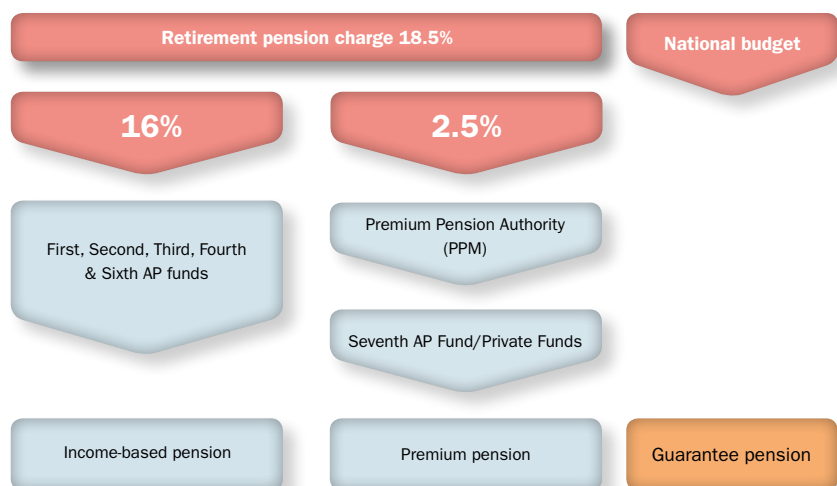 Retirement pension charge 18.5%
National budget
16%
2.5%
First, Second, Third, Fourth
& Sixth AP funds
Premium Pension Authority
(PPM)
Seventh AP Fund/Private Funds
Income-based pension
Premium pension
Guarantee pension